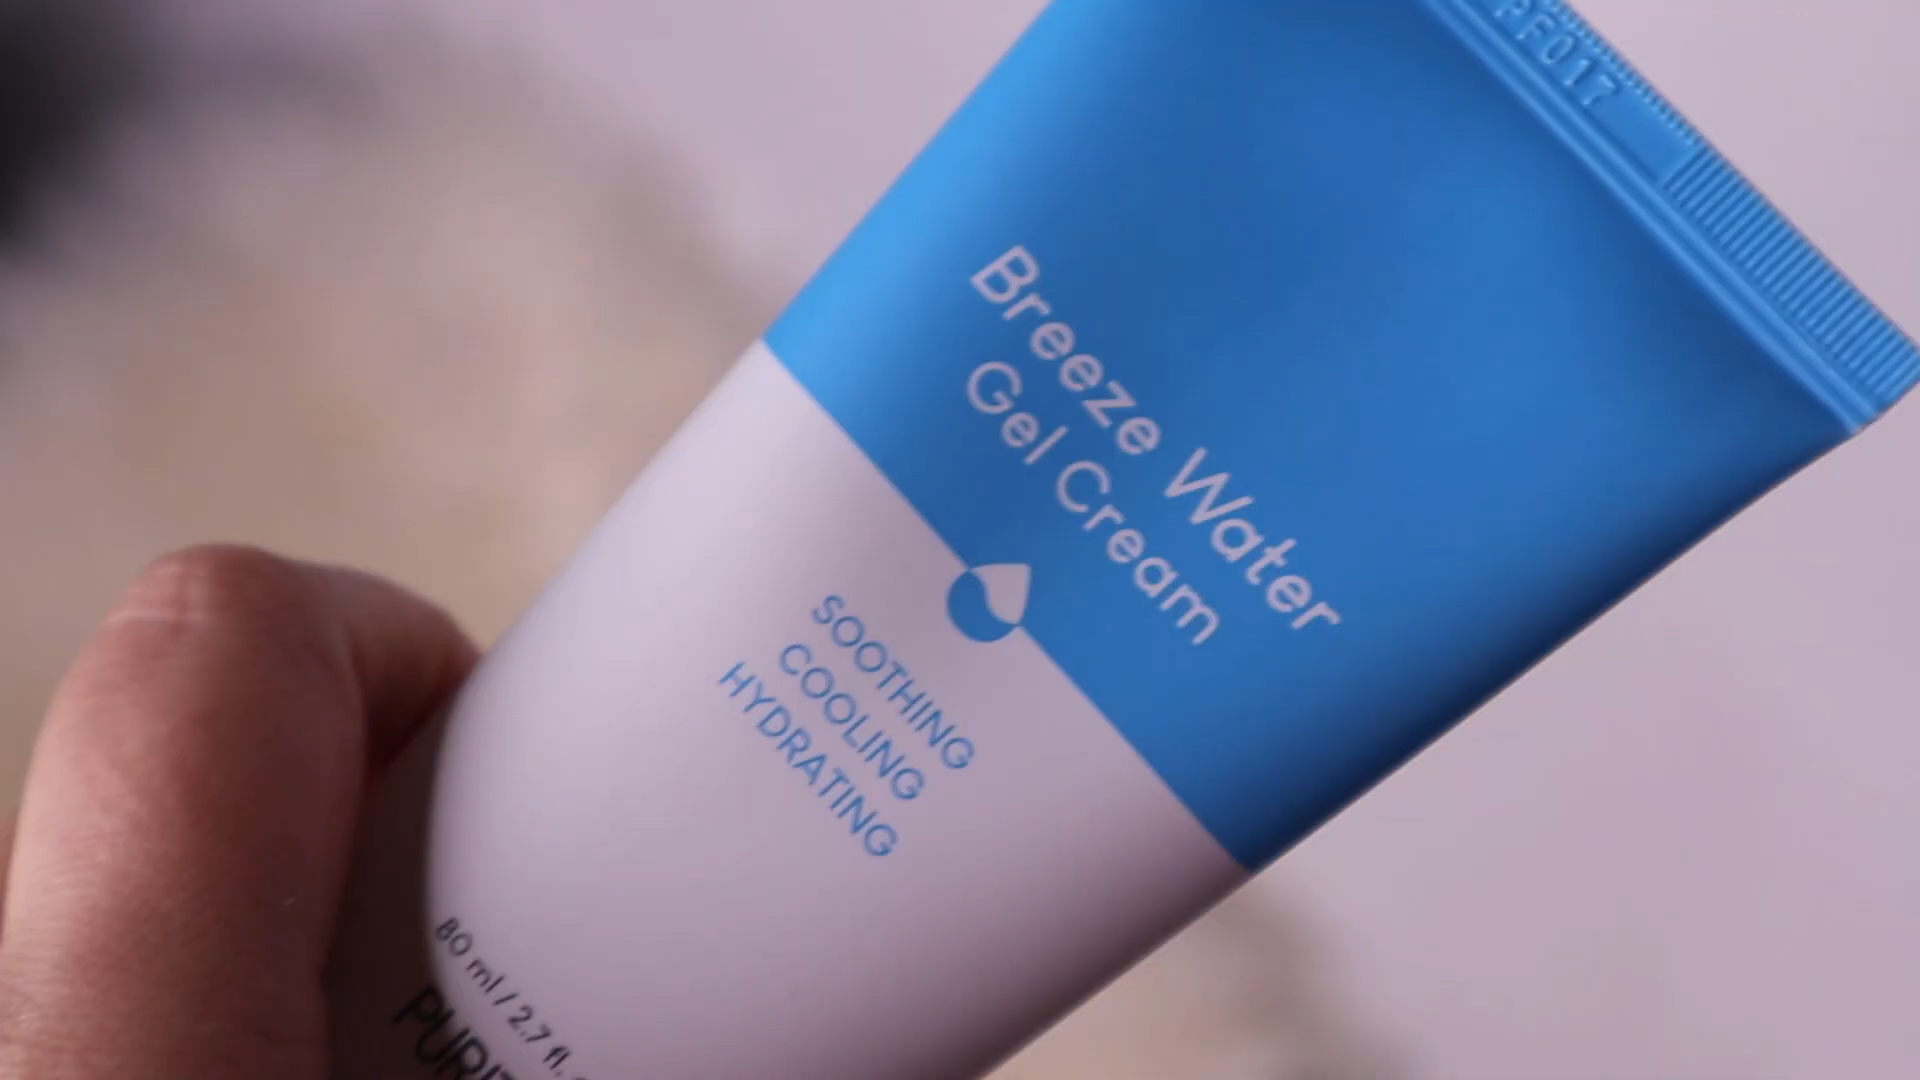 PF017
Breeze Water
Gel Cream
SOOTHING
COOLING
HYDRATING
80 ml / 2.7 fl.